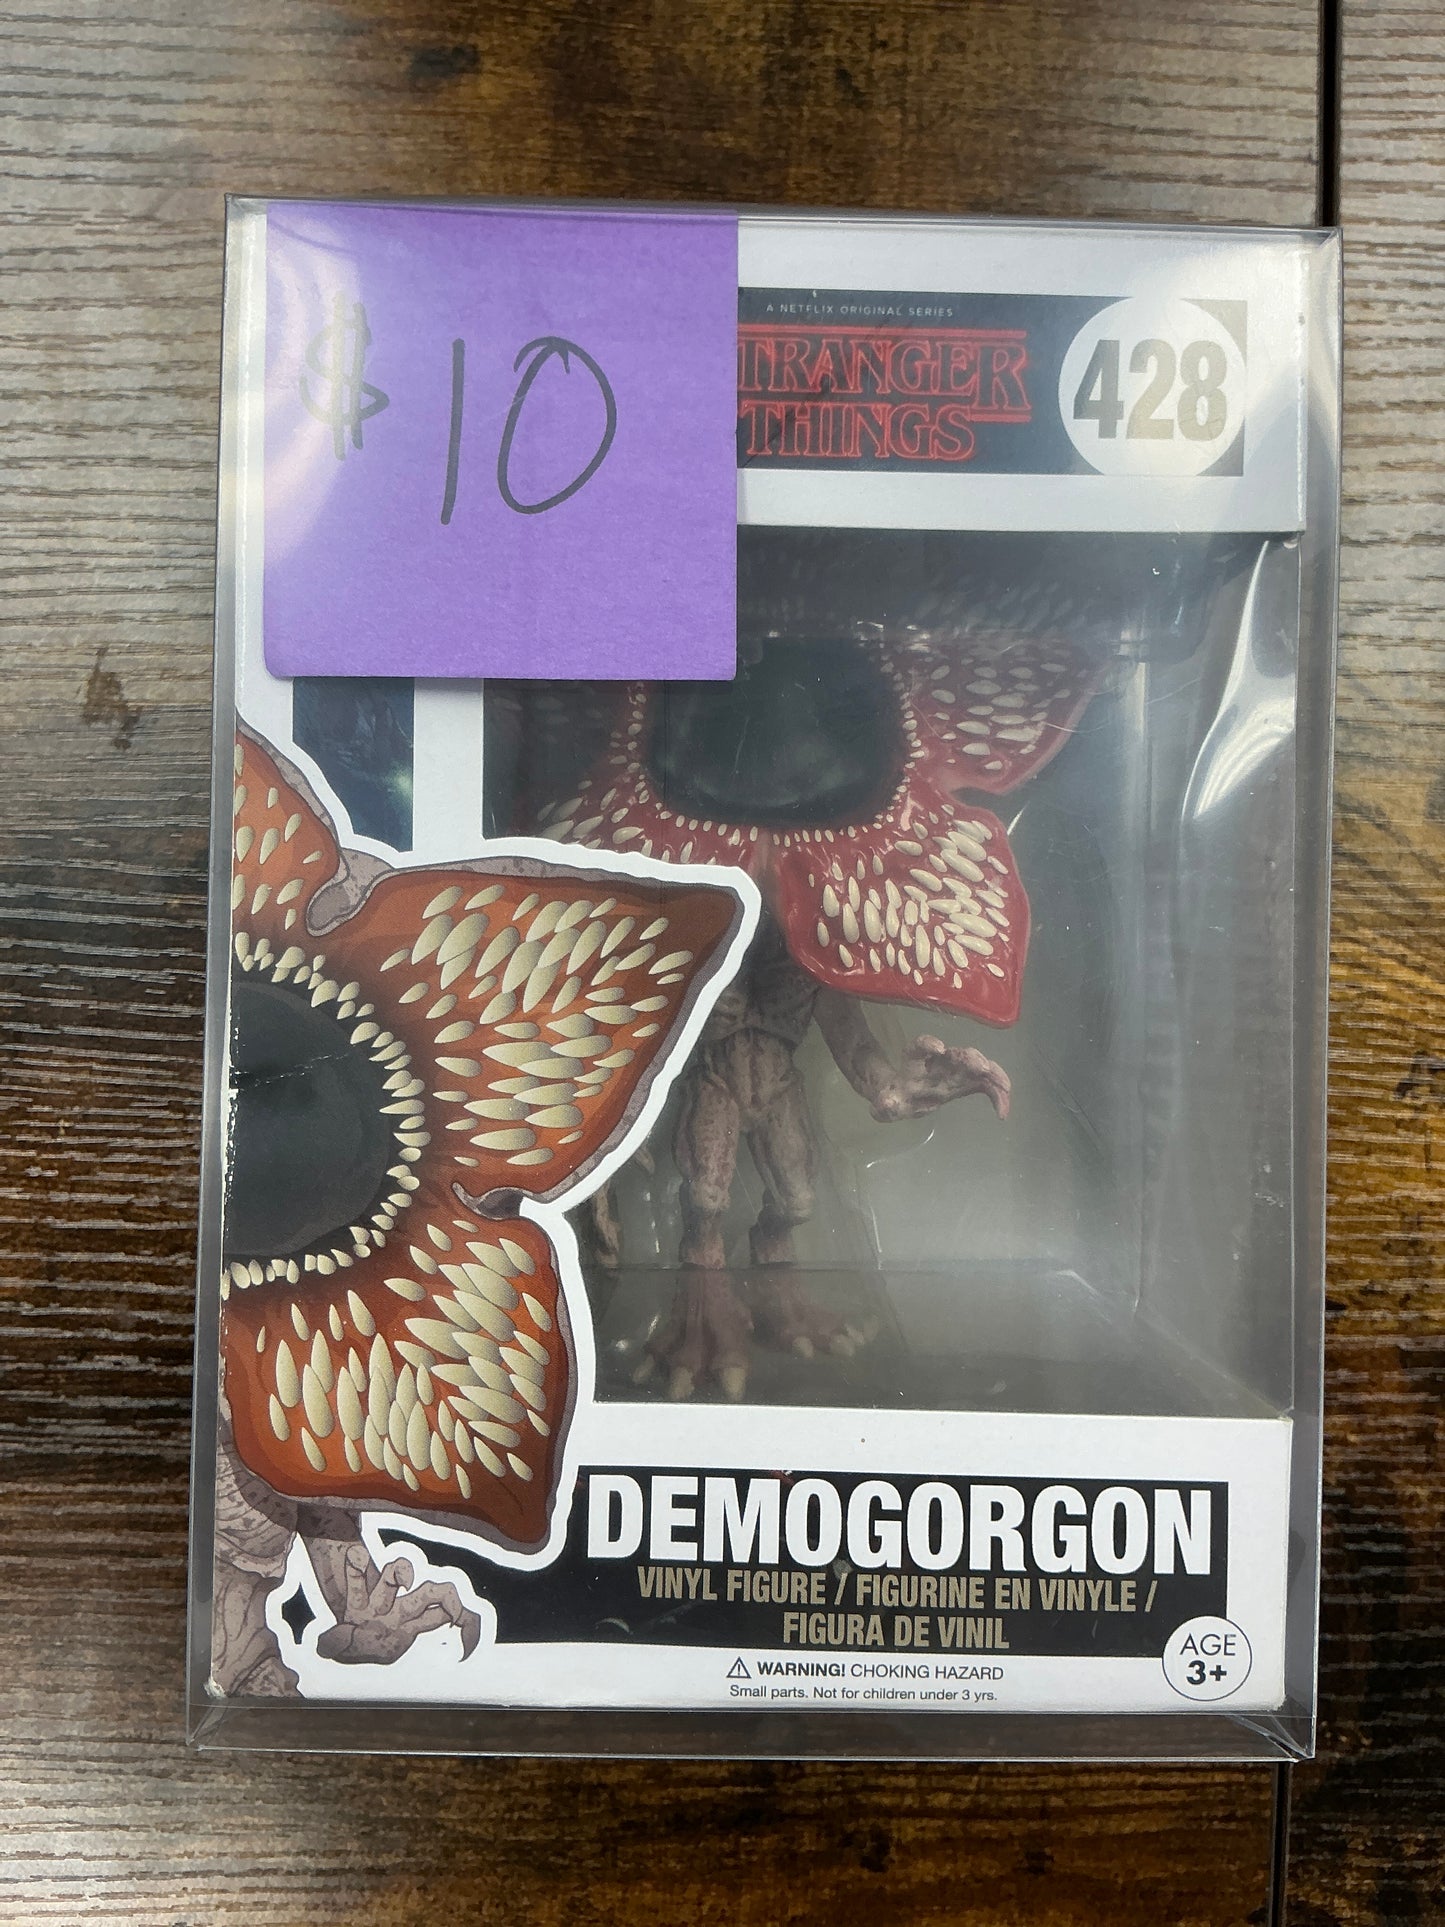 $10
A NETFLIX ORIGINAL SERIES
TRANGER
THINGS
428
DEMOGORGON
VINYL FIGURE / FIGURINE EN VINYLE /
FIGURA DE VINIL
WARNING! CHOKING HAZARD
Small parts. Not for children under 3 yrs.
AGE
3+